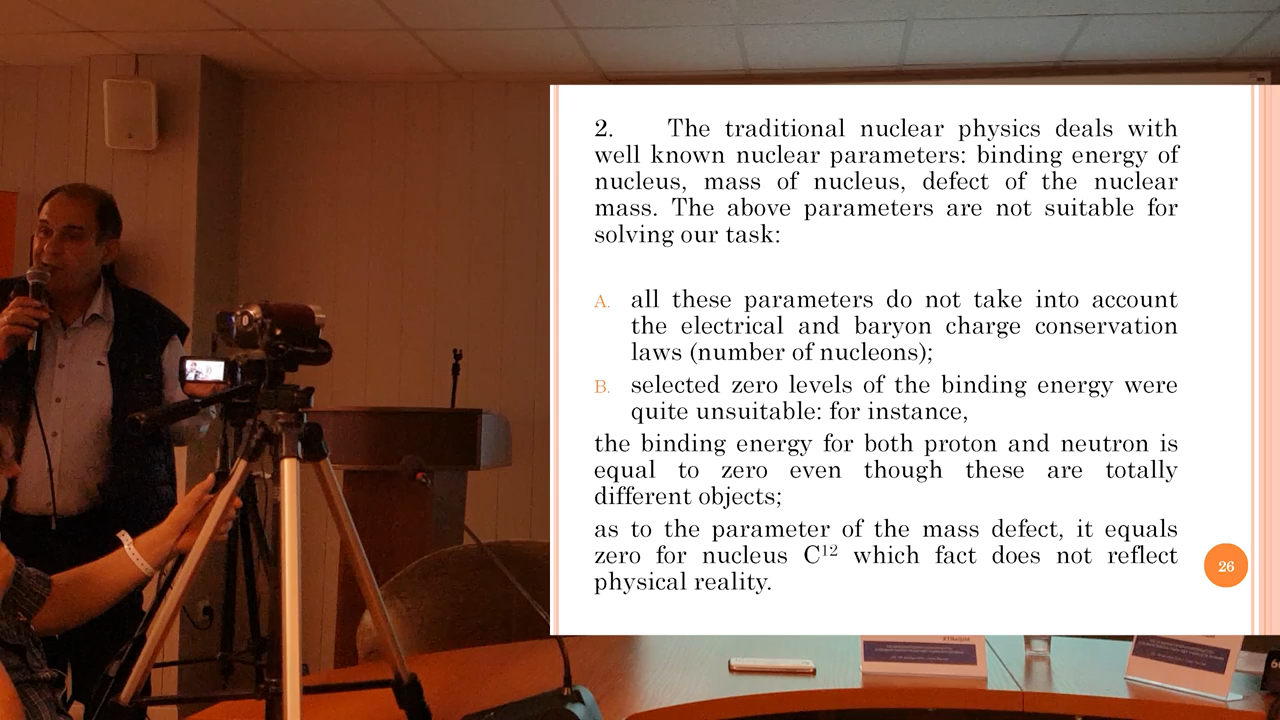 2. The traditional nuclear physics deals with
well known nuclear parameters: binding energy of
nucleus, mass of nucleus, defect of the nuclear
mass. The above parameters are not suitable for
solving our task:
A. all these parameters do not take into account
the electrical and baryon charge conservation
laws (number of nucleons);
B. selected zero levels of the binding energy were
quite unsuitable: for instance,
the binding energy for both proton and neutron is
equal to zero even though these are totally
different objects;
as to the parameter of the mass defect, it equals
zero for nucleus C¹² which fact does not reflect
physical reality.
26